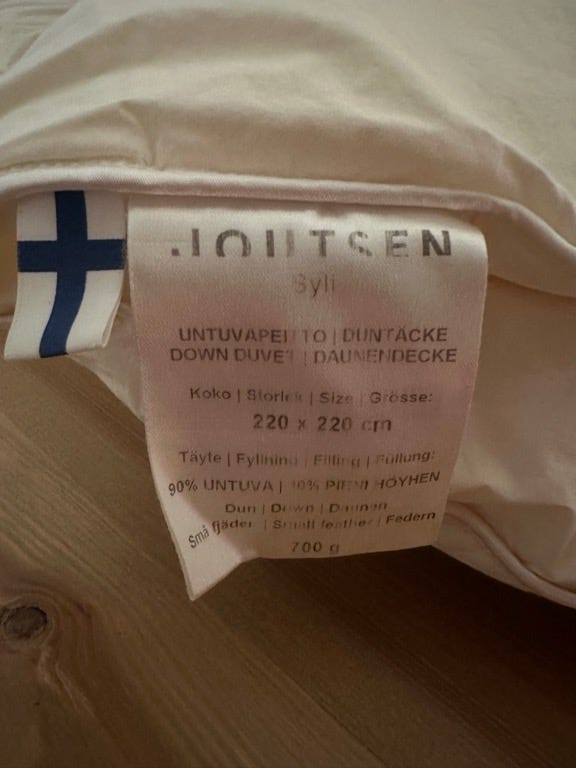 JOUTSEN
Syli
UNTUVAPEITTO | DUNTÄCKE
DOWN DUVET | DAUNENDECKE
Koko | Storlek | Size | Grösse:
220 x 220 cm
Täyte | Fyllning | Filling | Füllung:
90% UNTUVA | 10% PIENI HÖYHEN
Dun | Down | Daunen
Små fjäder | Small feather | Federn
700 g